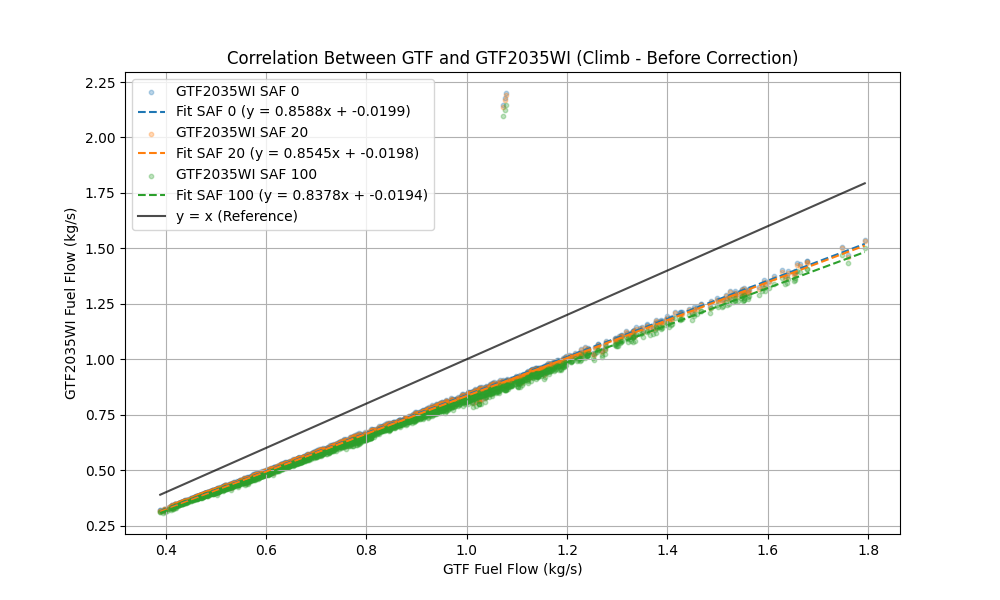 Correlation Between GTF and GTF2035WI (Climb - Before Correction)
GTF2035WI Fuel Flow (kg/s)
2.25
2.00
1.75
1.50
1.25
1.00
0.75
0.50
0.25
GTF2035WI SAF 0
Fit SAF 0 (y = 0.8588x + -0.0199)
GTF2035WI SAF 20
Fit SAF 20 (y = 0.8545x + -0.0198)
GTF2035WI SAF 100
Fit SAF 100 (y = 0.8378x + -0.0194)
y = x (Reference)
0.4 0.6 0.8 1.0 1.2 1.4 1.6 1.8
GTF Fuel Flow (kg/s)